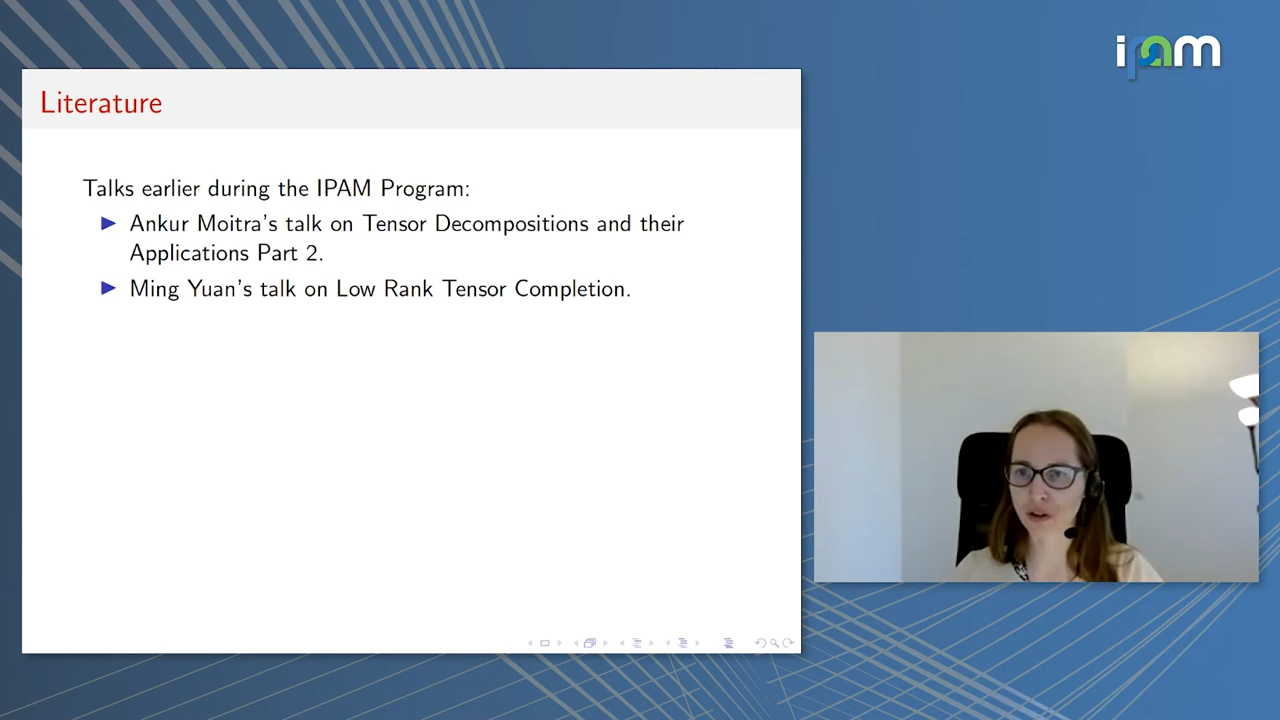 ipam
Literature
Talks earlier during the IPAM Program:
Ankur Moitra's talk on Tensor Decompositions and their
Applications Part 2.
Ming Yuan's talk on Low Rank Tensor Completion.